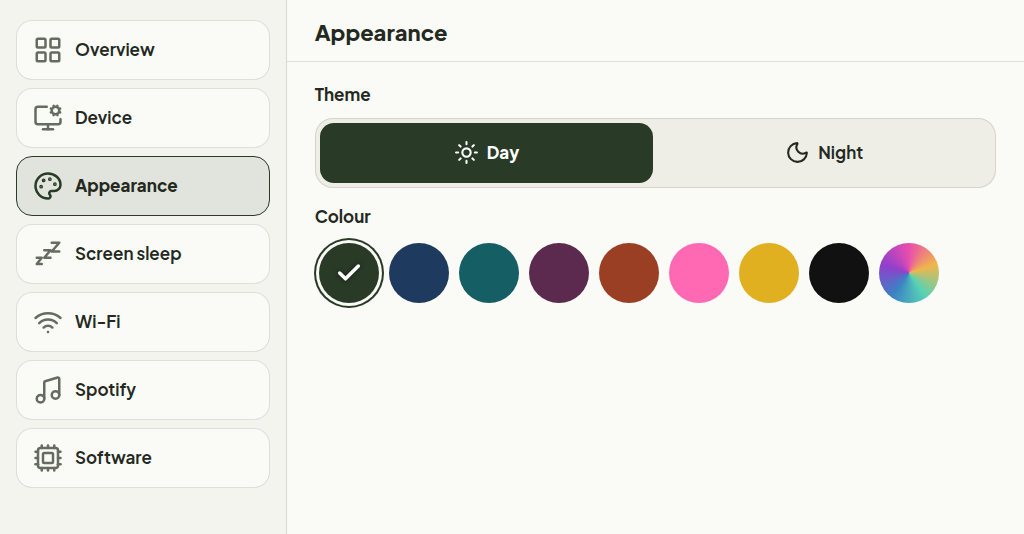 Overview
Device
Appearance
Screen sleep
Wi-Fi
Spotify
Software
Appearance
Theme
Day
Night
Colour